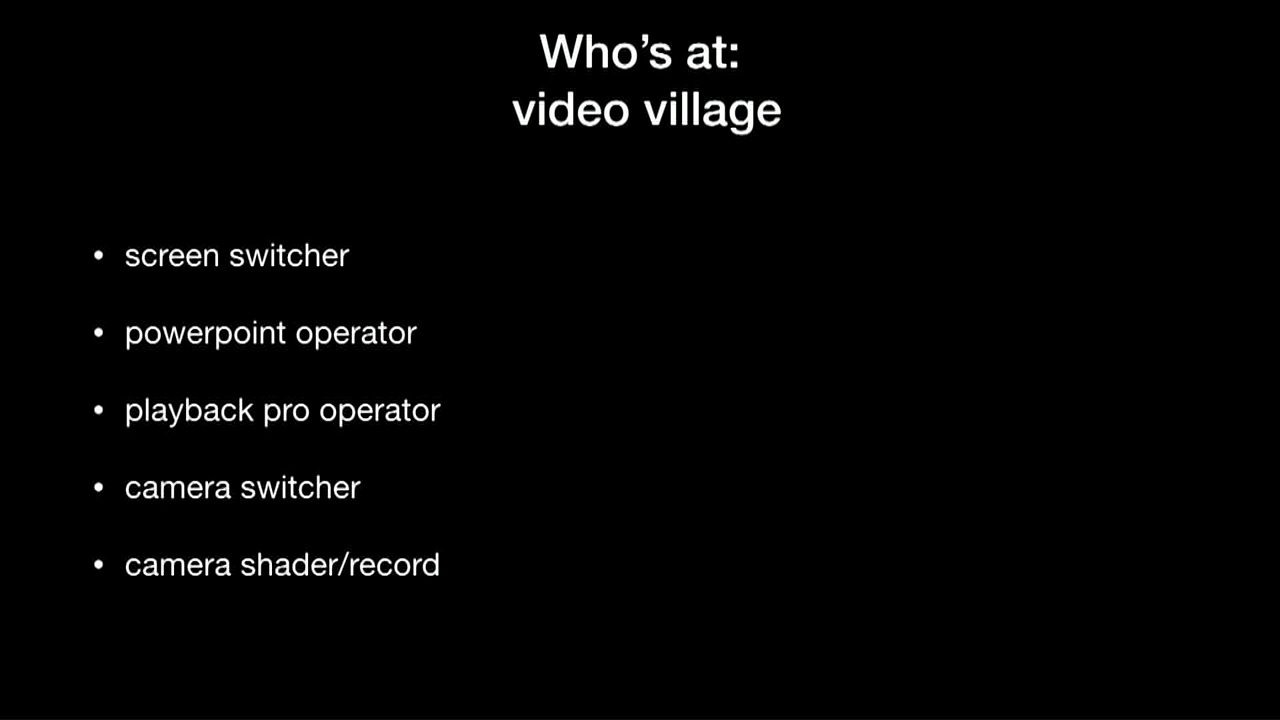 Who’s at:
video village
• screen switcher
• powerpoint operator
• playback pro operator
• camera switcher
• camera shader/record